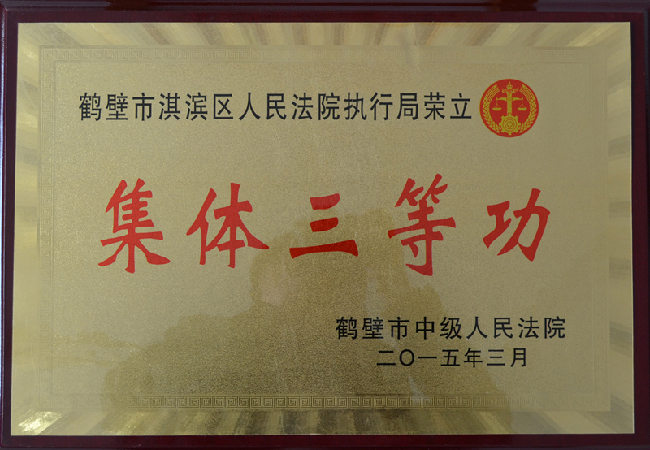 鹤壁市淇滨区人民法院执行局荣立
集体三等功
鹤壁市中级人民法院
二〇一五年三月